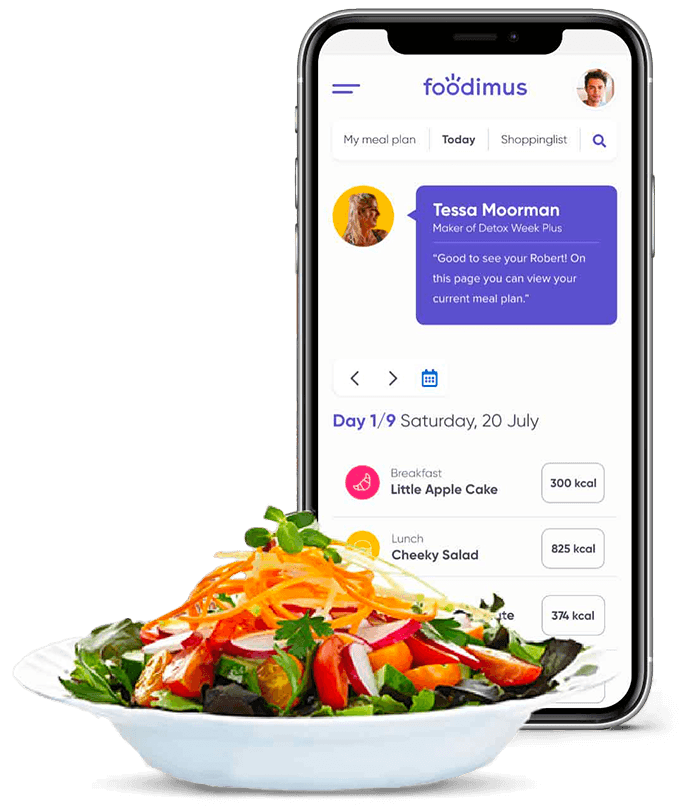 foodimus
My meal plan
Today
Shoppinglist
Tessa Moorman
Maker of Detox Week Plus
“Good to see your Robert! On
this page you can view your
current meal plan.”
Day 1/9 Saturday, 20 July
Breakfast
Little Apple Cake
300 kcal
Lunch
Cheeky Salad
825 kcal
374 kcal